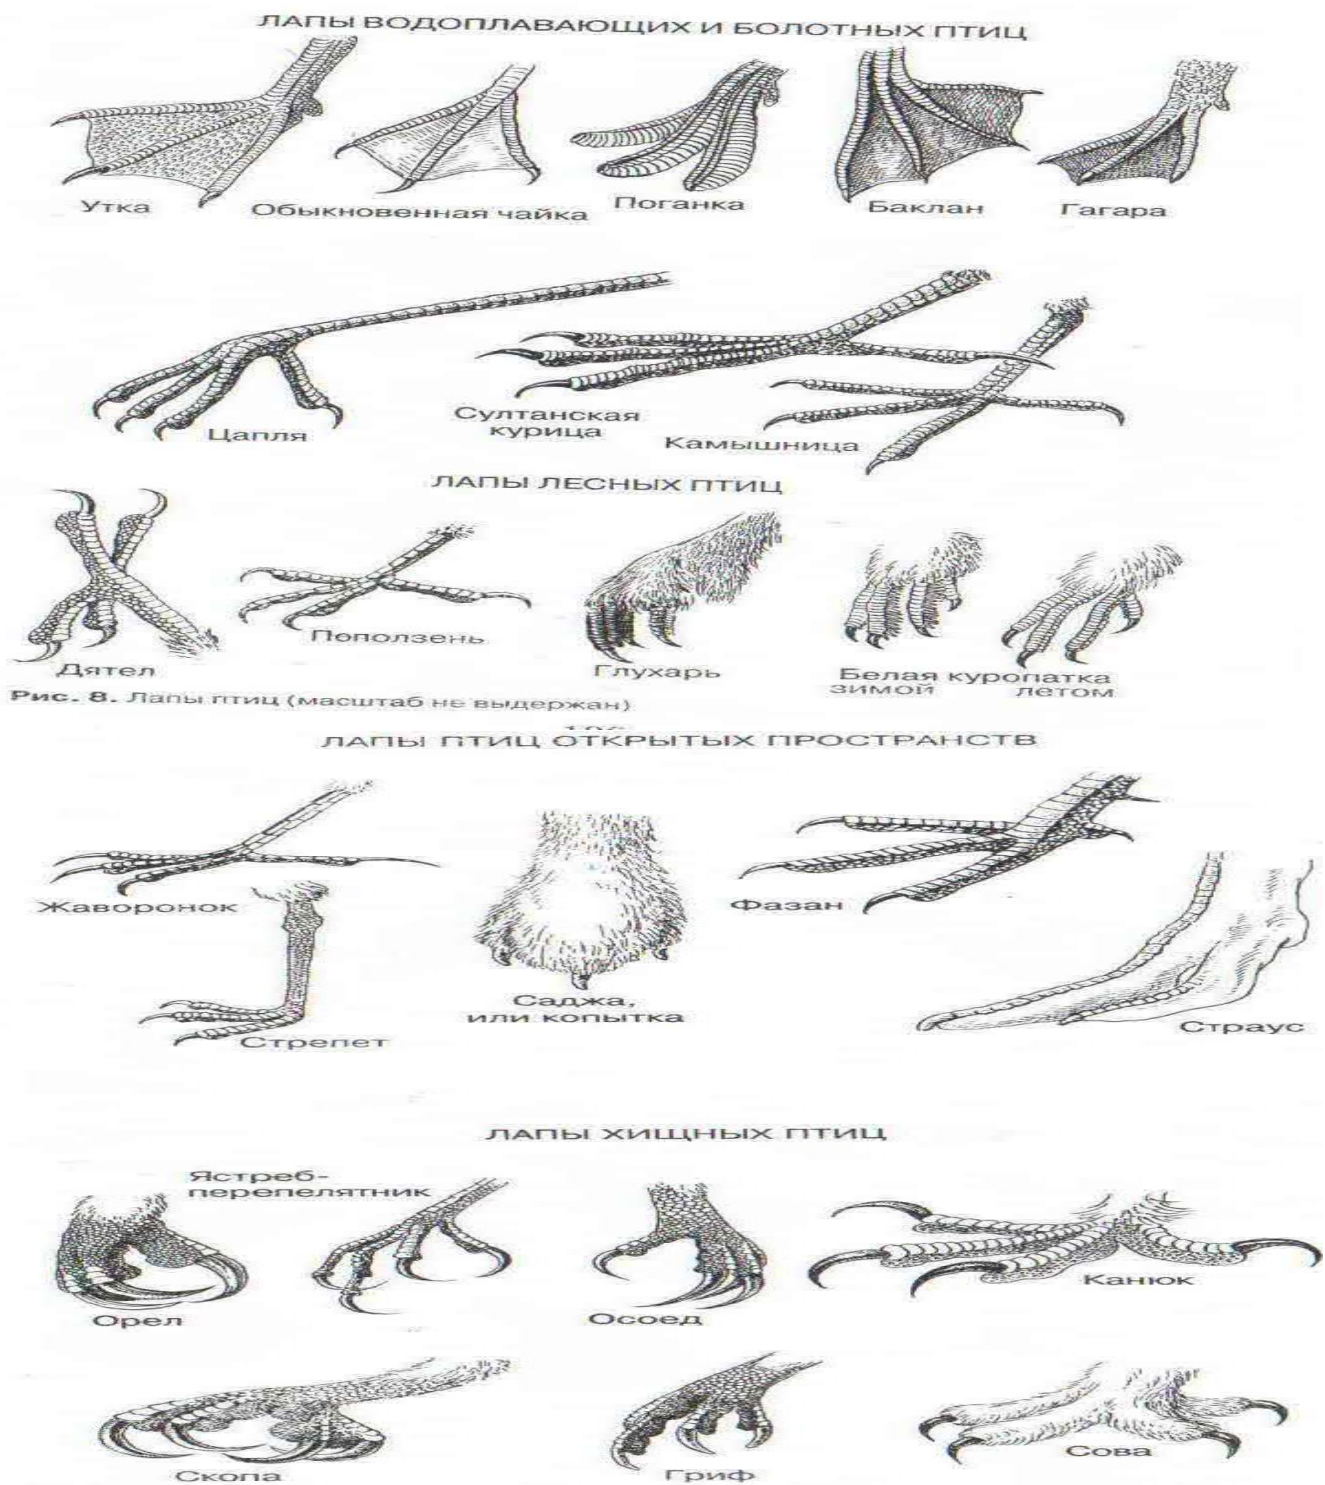 ЛАПЫ ВОДОПЛАВАЮЩИХ И БОЛОТНЫХ ПТИЦ
Утка
Обыкновенная чайка
Поганка
Баклан
Гагара
Цапля
Султанская
курица
Камышница
ЛАПЫ ЛЕСНЫХ ПТИЦ
Дятел
Поползень
Глухарь
Белая куропатка
зимой летом
Рис. 8. Лапы птиц (масштаб не выдержан)
ЛАПЫ ПТИЦ ОТКРЫТЫХ ПРОСТРАНСТВ
Жаворонок
Стрепет
Саджа,
или копытка
Фазан
Страус
ЛАПЫ ХИЩНЫХ ПТИЦ
Орел
Ястреб-
перепелятник
Осоед
Канюк
Скопа
Гриф
Сова